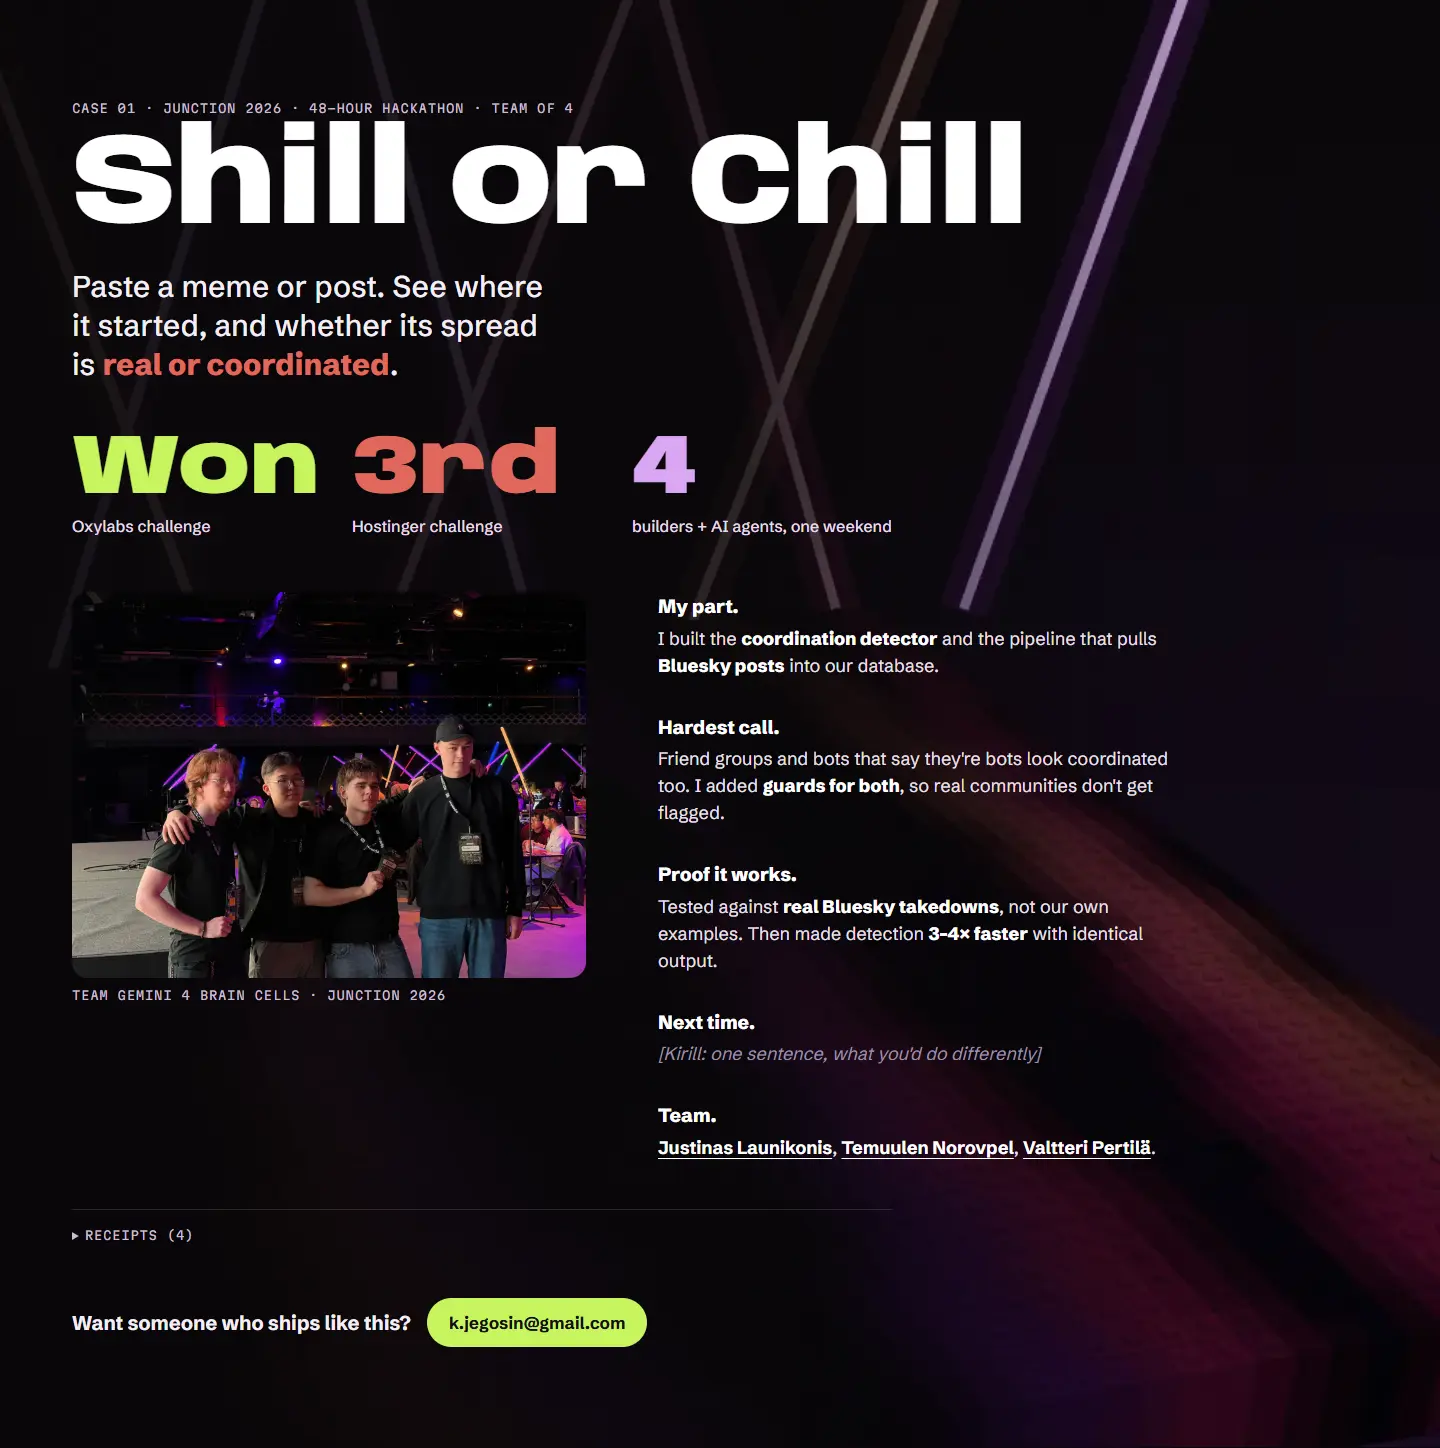 CASE 01 · JUNCTION 2026 · 48-HOUR HACKATHON · TEAM OF 4
Shill or Chill
Paste a meme or post. See where
it started, and whether its spread
is real or coordinated.
Won
Oxylabs challenge
3rd
Hostinger challenge
4
builders + AI agents, one weekend
TEAM GEMINI 4 BRAIN CELLS · JUNCTION 2026
My part.
I built the coordination detector and the pipeline that pulls
Bluesky posts into our database.
Hardest call.
Friend groups and bots that say they're bots look coordinated
too. I added guards for both, so real communities don't get
flagged.
Proof it works.
Tested against real Bluesky takedowns, not our own
examples. Then made detection 3-4× faster with identical
output.
Next time.
[Kirill: one sentence, what you'd do differently]
Team.
Justinas Launikonis, Temuulen Norovpel, Valtteri Pertilä.
▸ RECEIPTS (4)
Want someone who ships like this?
k.jegosin@gmail.com